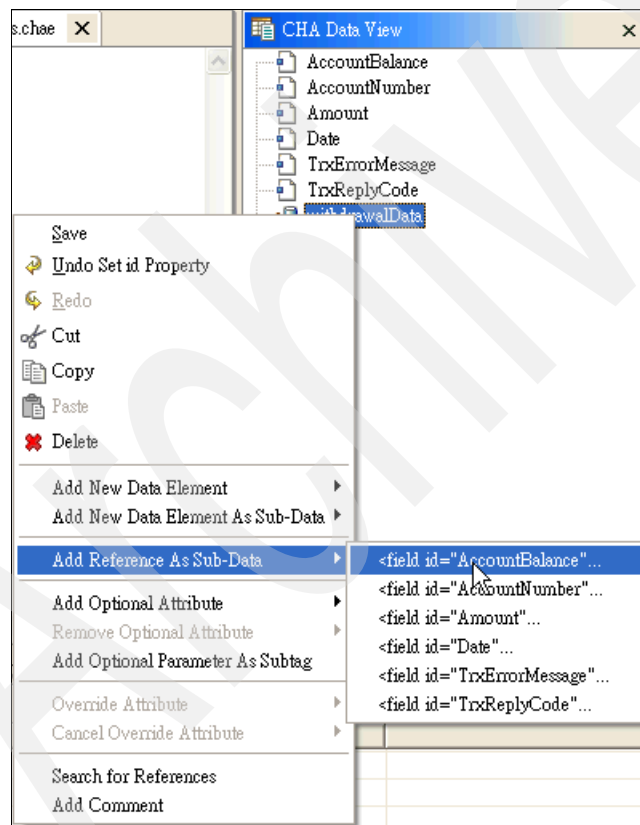 s.chae
CHA Data View
AccountBalance
AccountNumber
Amount
Date
TrxErrorMessage
TrxReplyCode
withdrawalData
Save
Undo Set id Property
Redo
Cut
Copy
Paste
Delete
Add New Data Element
Add New Data Element As Sub-Data
Add Reference As Sub-Data
<field id="AccountBalance"...
<field id="AccountNumber"...
<field id="Amount"...
<field id="Date"...
<field id="TrxErrorMessage"...
<field id="TrxReplyCode"...
Add Optional Attribute
Remove Optional Attribute
Add Optional Parameter As Subtag
Override Attribute
Cancel Override Attribute
Search for References
Add Comment